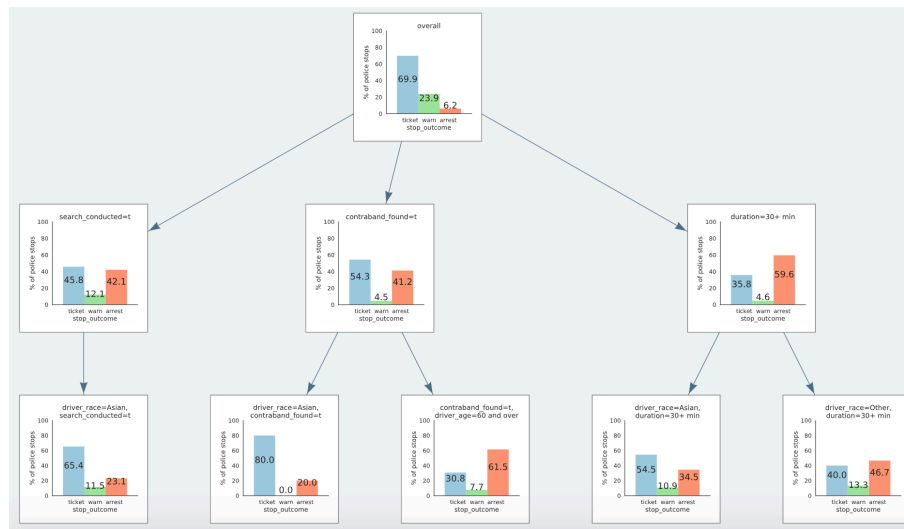 overall
100
80
60
40
20
0
% of police stops
69.9
23.9
6.2
ticket warn arrest
stop_outcome
search_conducted=t
100
80
60
40
20
0
% of police stops
45.8
12.1
42.1
ticket warn arrest
stop_outcome
contraband_found=t
100
80
60
40
20
0
% of police stops
54.3
4.5
41.2
ticket warn arrest
stop_outcome
duration=30+ min
100
80
60
40
20
0
% of police stops
35.8
4.6
59.6
ticket warn arrest
stop_outcome
driver_race=Asian,
search_conducted=t
100
80
60
40
20
0
% of police stops
65.4
11.5
23.1
ticket warn arrest
stop_outcome
driver_race=Asian,
contraband_found=t
100
80
60
40
20
0
% of police stops
80.0
0.0
20.0
ticket warn arrest
stop_outcome
contraband_found=t,
driver_age=60 and over
100
80
60
40
20
0
% of police stops
30.8
7.7
61.5
ticket warn arrest
stop_outcome
driver_race=Asian,
duration=30+ min
100
80
60
40
20
0
% of police stops
54.5
10.9
34.5
ticket warn arrest
stop_outcome
driver_race=Other,
duration=30+ min
100
80
60
40
20
0
% of police stops
40.0
13.3
46.7
ticket warn arrest
stop_outcome